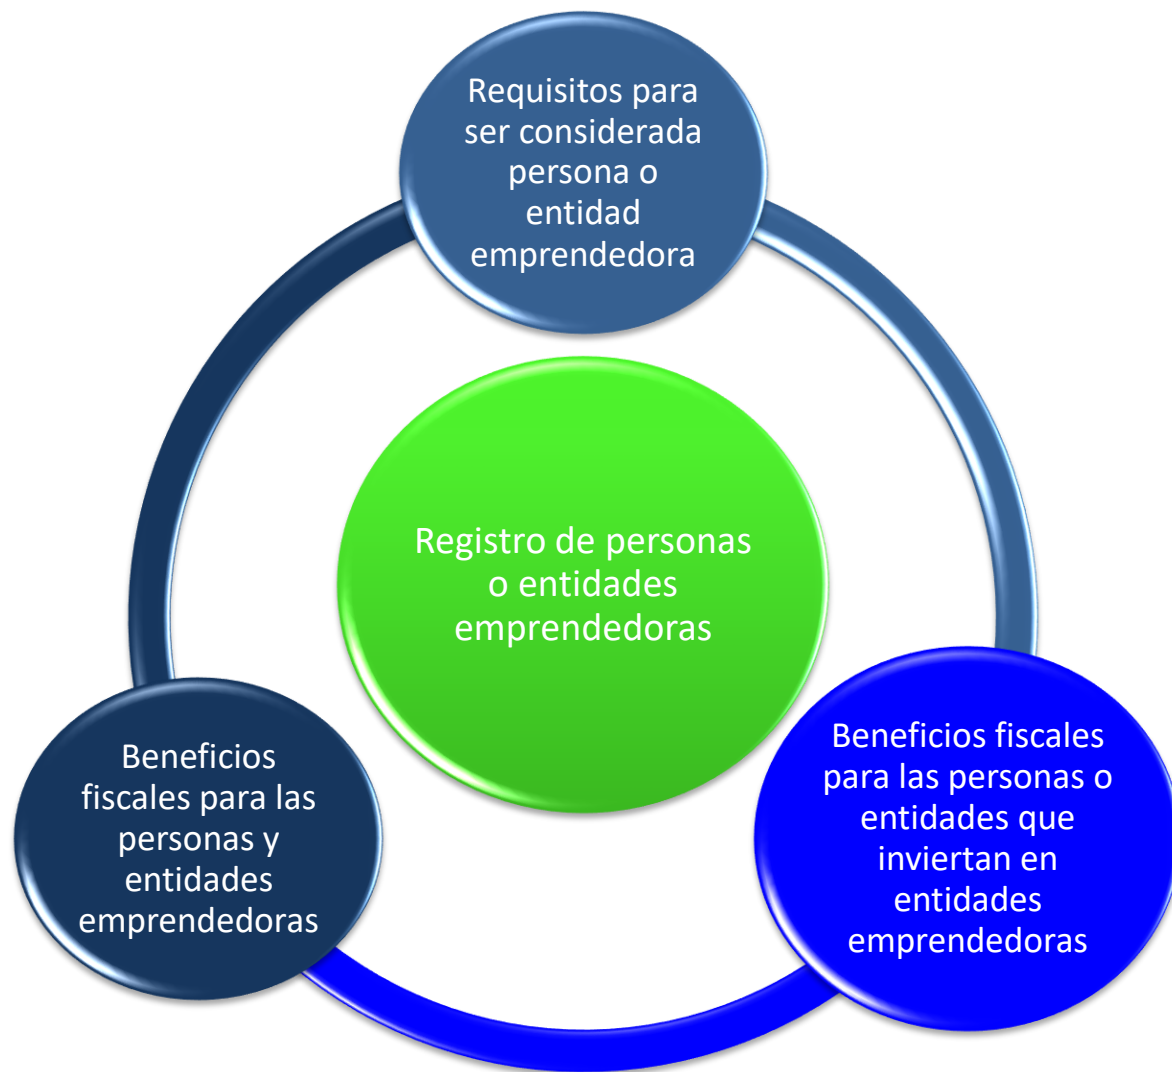 Requisitos para
ser considerada
persona o
entidad
emprendedora
Registro de personas
o entidades
emprendedoras
Beneficios
fiscales para las
personas y
entidades
emprendedoras
Beneficios fiscales
para las personas o
entidades que
inviertan en
entidades
emprendedoras